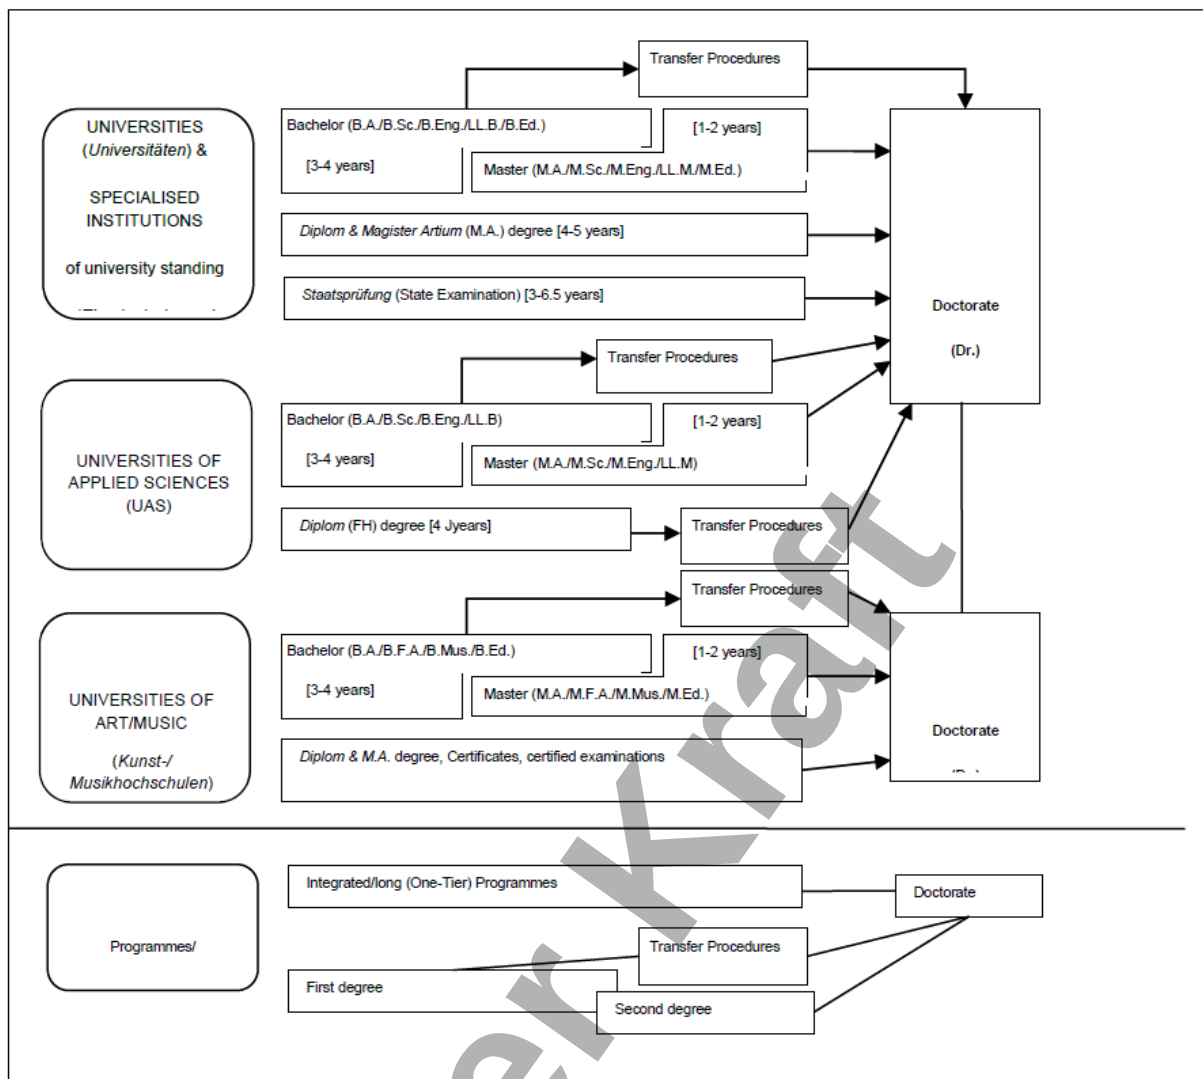 Transfer Procedures
UNIVERSITIES
(Universitäten) &
SPECIALISED
INSTITUTIONS
of university standing
Bachelor (B.A./B.Sc./B.Eng./LL.B./B.Ed.)
[3-4 years]
[1-2 years]
Master (M.A./M.Sc./M.Eng./LL.M./M.Ed.)
Diplom & Magister Artium (M.A.) degree [4-5 years]
Staatsprüfung (State Examination) [3-6.5 years]
Doctorate
(Dr.)
Transfer Procedures
UNIVERSITIES OF
APPLIED SCIENCES
(UAS)
Bachelor (B.A./B.Sc./B.Eng./LL.B)
[3-4 years]
[1-2 years]
Master (M.A./M.Sc./M.Eng./LL.M)
Diplom (FH) degree [4 Jyears]
Transfer Procedures
Transfer Procedures
UNIVERSITIES OF
ART/MUSIC
(Kunst-/
Musikhochschulen)
Bachelor (B.A./B.F.A./B.Mus./B.Ed.)
[3-4 years]
[1-2 years]
Master (M.A./M.F.A./M.Mus./M.Ed.)
Diplom & M.A. degree, Certificates, certified examinations
Doctorate
Programmes/
Integrated/long (One-Tier) Programmes
Doctorate
Transfer Procedures
First degree
Second degree
er Kraft